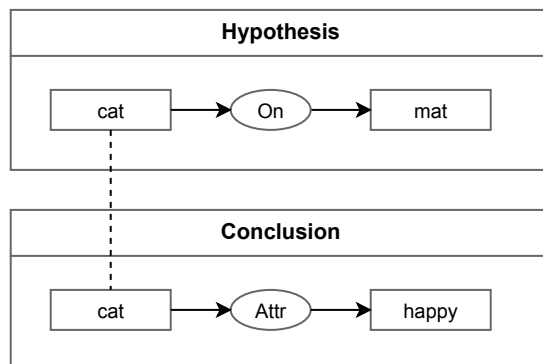 Hypothesis
cat On mat
Conclusion
cat Attr happy